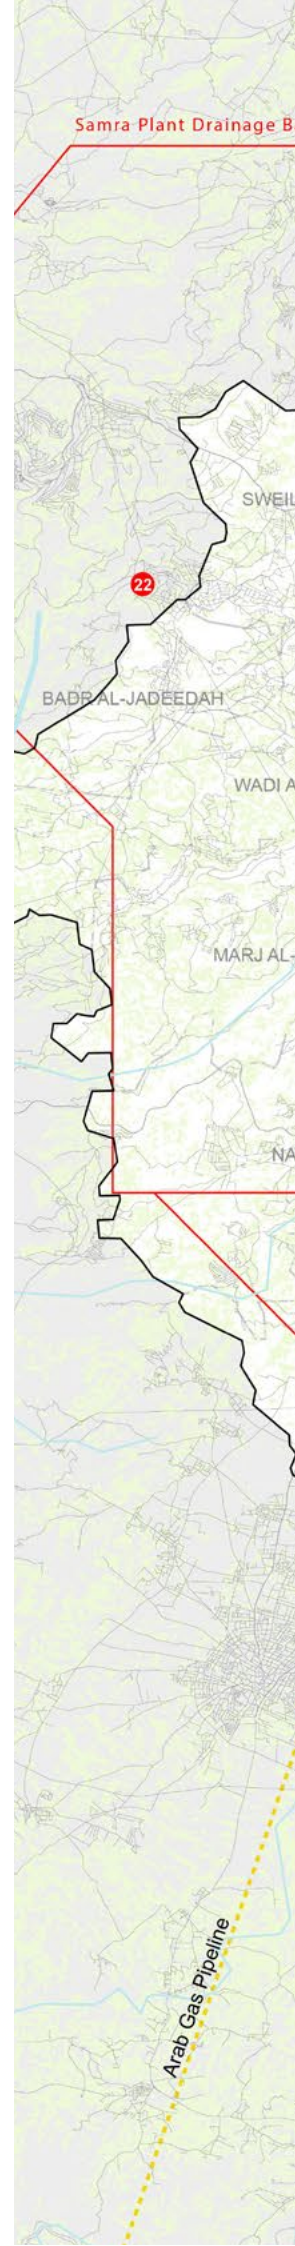 Samra Plant Drainage B
SWEIL
22
BADR AL-JADEEDAH
WADI A
MARJ AL-
NA
Arab Gas Pipeline